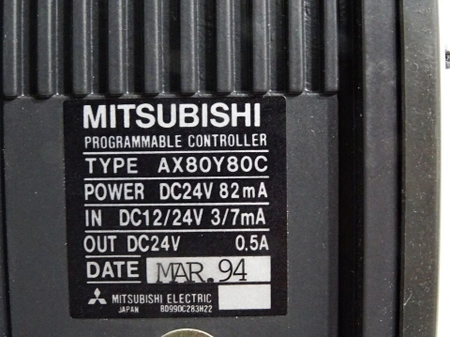 MITSUBISHI
PROGRAMMABLE CONTROLLER
TYPE AX80Y80C
POWER DC24V 82mA
IN DC12/24V 3/7mA
OUT DC24V 0.5A
DATE MAR.94
MITSUBISHI ELECTRIC
JAPAN BD990C283H22